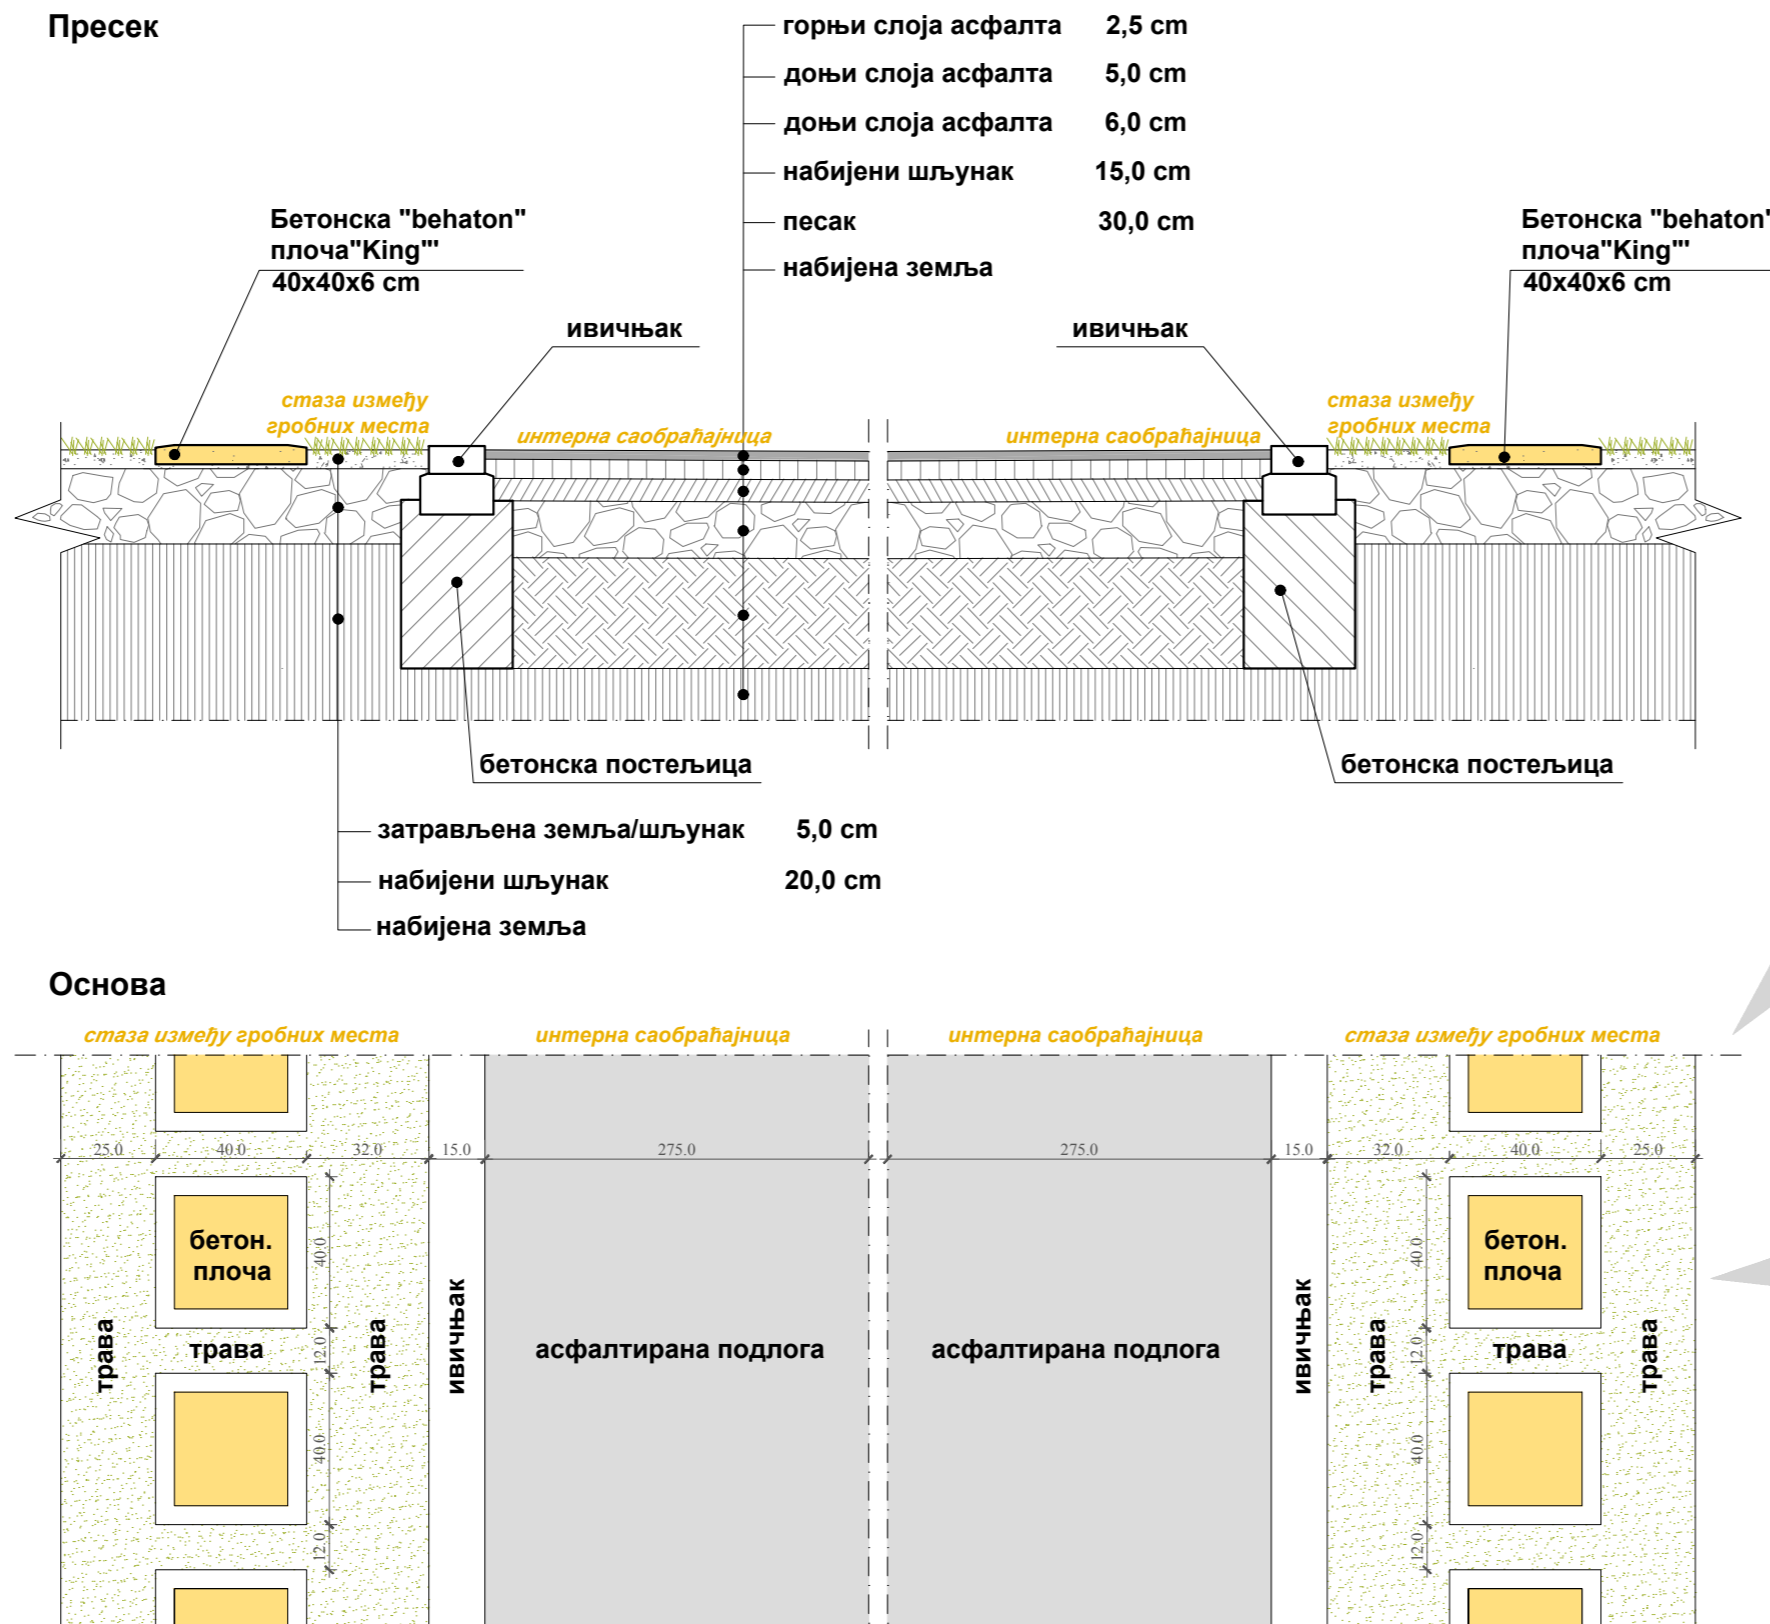 Пресек
горњи слоја асфалта 2,5 cm
доњи слоја асфалта 5,0 cm
доњи слоја асфалта 6,0 cm
набијени шљунак 15,0 cm
песак 30,0 cm
набијена земља
Бетонска "behaton"
плоча"King'"
40x40x6 cm
Бетонска "behaton"
плоча"King'"
40x40x6 cm
ивичњак
ивичњак
стаза између
гробних места
интерна саобраћајница
интерна саобраћајница
стаза између
гробних места
бетонска постељица
бетонска постељица
затрављена земља/шљунак 5,0 cm
набијени шљунак 20,0 cm
набијена земља
Основа
стаза између гробних места
интерна саобраћајница
интерна саобраћајница
стаза између гробних места
25.0 40.0 32.0 15.0 275.0 275.0 15.0 32.0 40.0 25.0
бетон.
плоча
40.0
12.0
40.0
12.0
трава
трава
трава
ивичњак
асфалтирана подлога
асфалтирана подлога
ивичњак
трава
бетон.
плоча
40.0
12.0
40.0
12.0
трава
трава